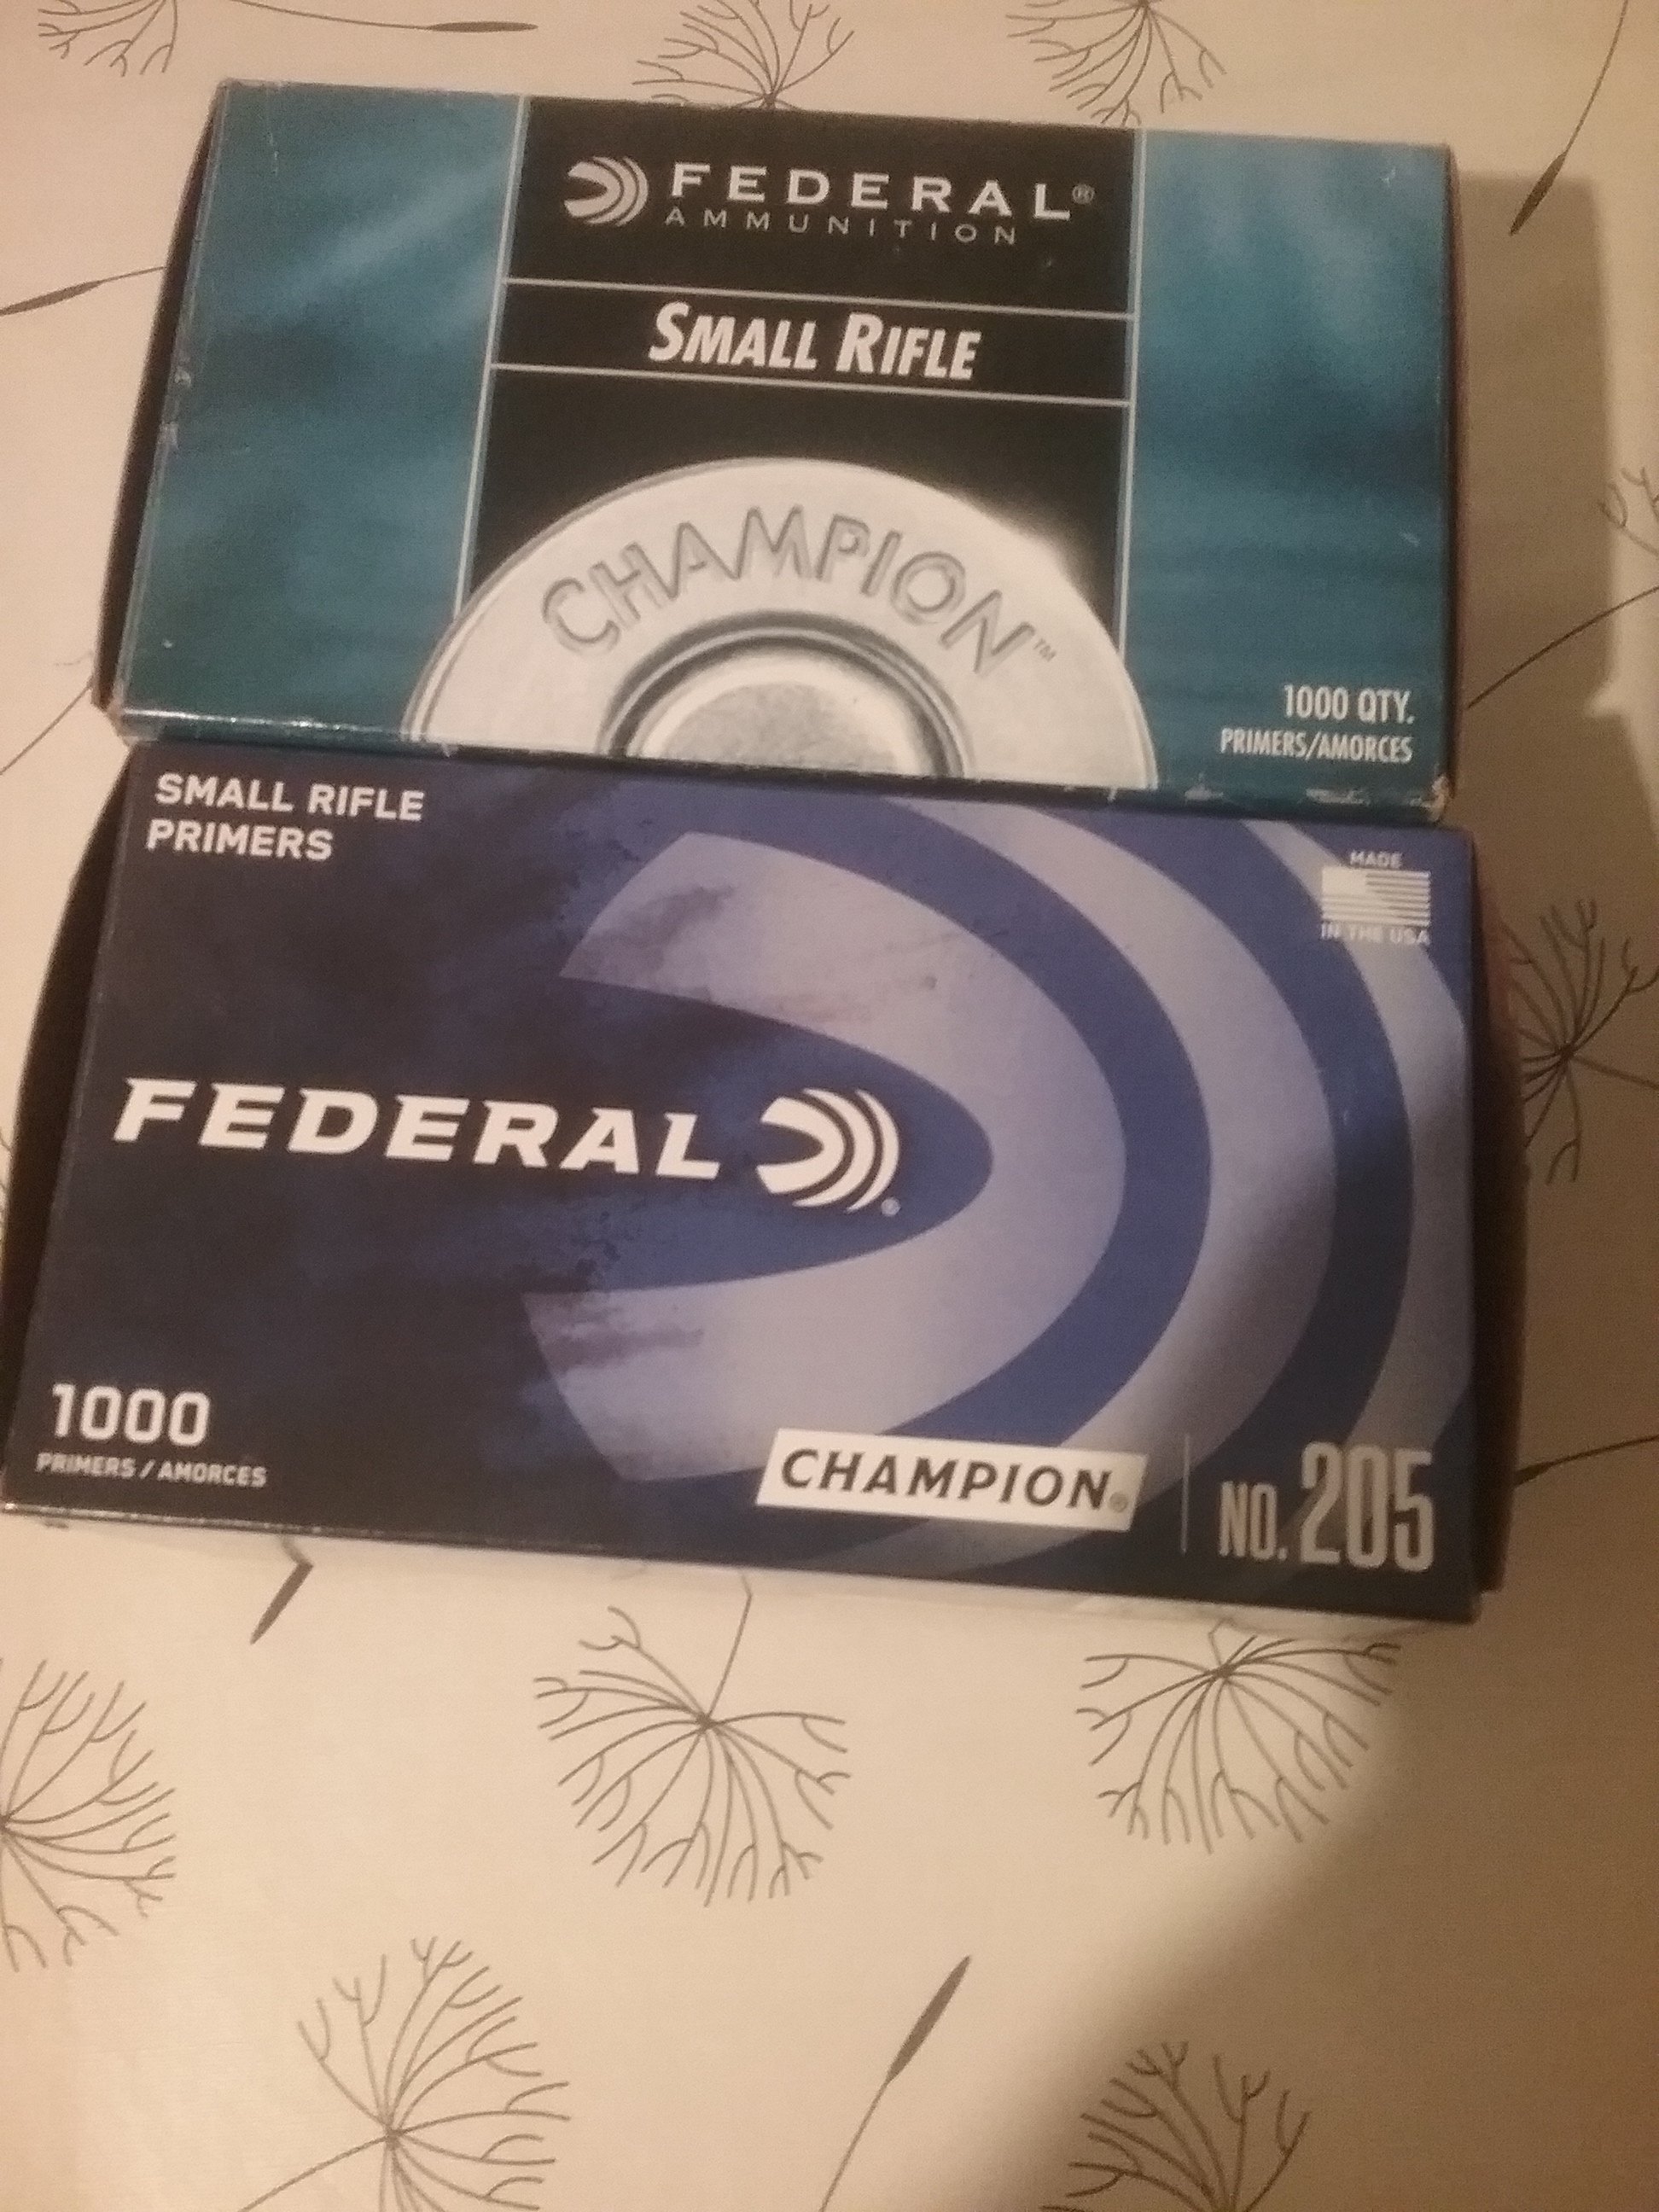 FEDERAL®
AMMUNITION
SMALL RIFLE
CHAMPION™
1000 QTY.
PRIMERS/AMORCES
SMALL RIFLE
PRIMERS
MADE
IN THE USA
FEDERAL®
1000
PRIMERS / AMORCES
CHAMPION®
NO. 205